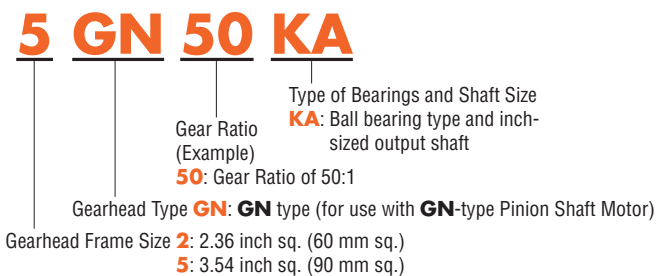 5 GN 50 KA
Type of Bearings and Shaft Size
KA: Ball bearing type and inch-
sized output shaft
Gear Ratio
(Example)
50: Gear Ratio of 50:1
Gearhead Type GN: GN type (for use with GN-type Pinion Shaft Motor)
Gearhead Frame Size 2: 2.36 inch sq. (60 mm sq.)
5: 3.54 inch sq. (90 mm sq.)